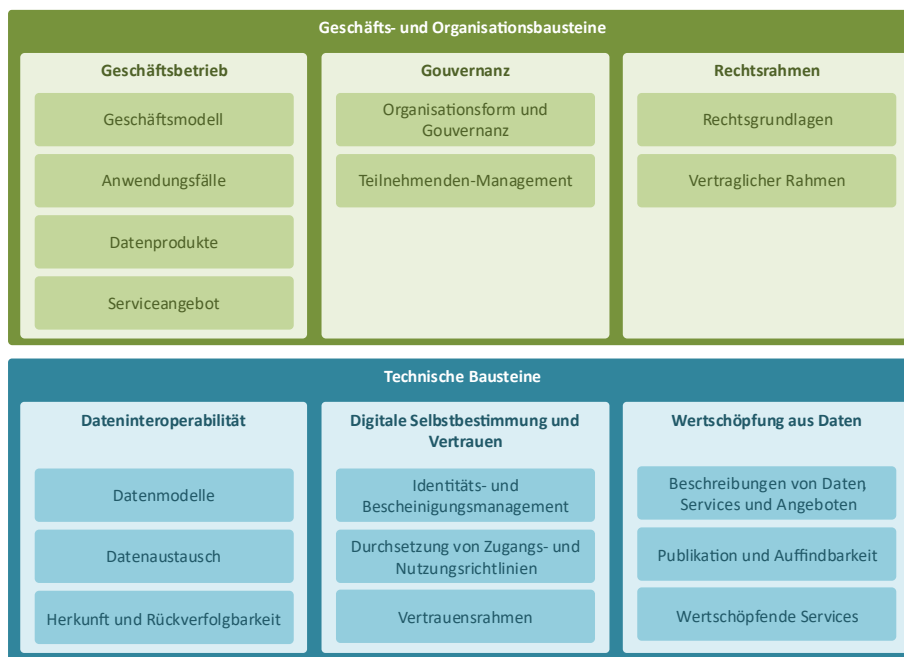 Geschäfts- und Organisationsbausteine
Geschäftsbetrieb
Geschäftsmodell
Anwendungsfälle
Datenprodukte
Serviceangebot
Gouvernanz
Organisationsform und
Gouvernanz
Teilnehmenden-Management
Rechtsrahmen
Rechtsgrundlagen
Vertraglicher Rahmen
Technische Bausteine
Dateninteroperabilität
Datenmodelle
Datenaustausch
Herkunft und Rückverfolgbarkeit
Digitale Selbstbestimmung und
Vertrauen
Identitäts- und
Bescheinigungsmanagement
Durchsetzung von Zugangs- und
Nutzungsrichtlinien
Vertrauensrahmen
Wertschöpfung aus Daten
Beschreibungen von Daten,
Services und Angeboten
Publikation und Auffindbarkeit
Wertschöpfende Services